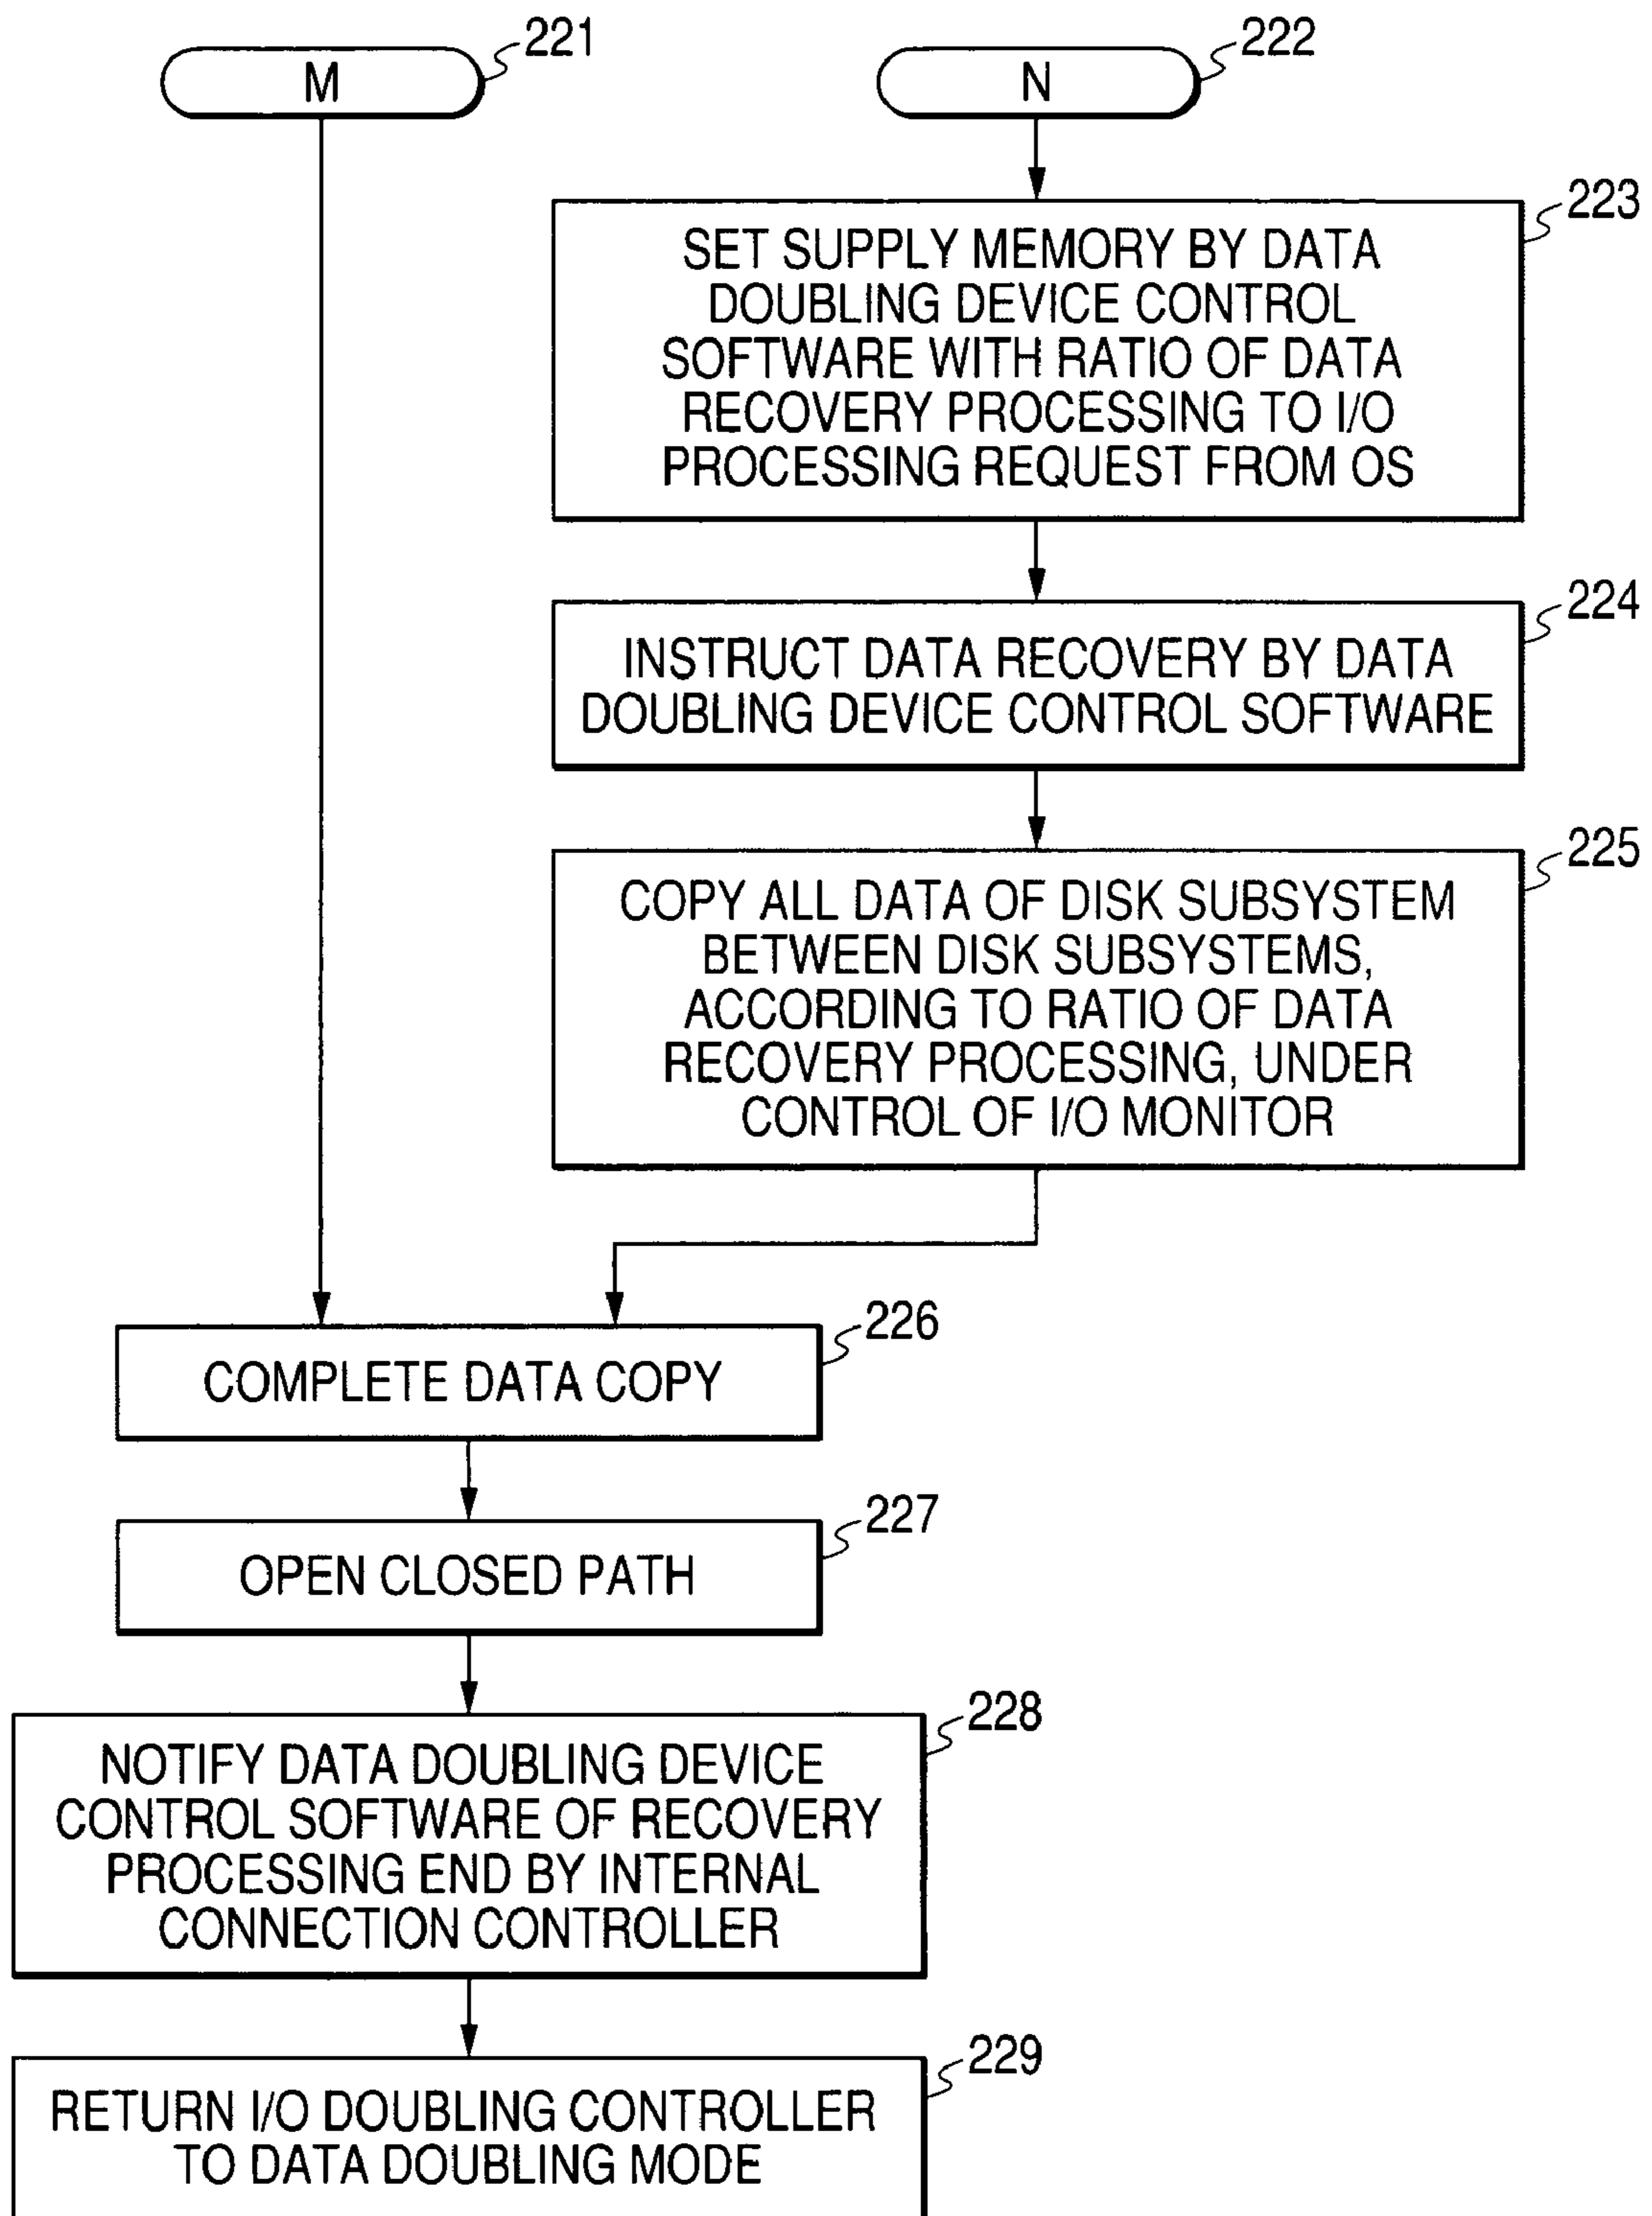 221
M
222
N
223
SET SUPPLY MEMORY BY DATA
DOUBLING DEVICE CONTROL
SOFTWARE WITH RATIO OF DATA
RECOVERY PROCESSING TO I/O
PROCESSING REQUEST FROM OS
224
INSTRUCT DATA RECOVERY BY DATA
DOUBLING DEVICE CONTROL SOFTWARE
225
COPY ALL DATA OF DISK SUBSYSTEM
BETWEEN DISK SUBSYSTEMS,
ACCORDING TO RATIO OF DATA
RECOVERY PROCESSING, UNDER
CONTROL OF I/O MONITOR
226
COMPLETE DATA COPY
227
OPEN CLOSED PATH
228
NOTIFY DATA DOUBLING DEVICE
CONTROL SOFTWARE OF RECOVERY
PROCESSING END BY INTERNAL
CONNECTION CONTROLLER
229
RETURN I/O DOUBLING CONTROLLER
TO DATA DOUBLING MODE